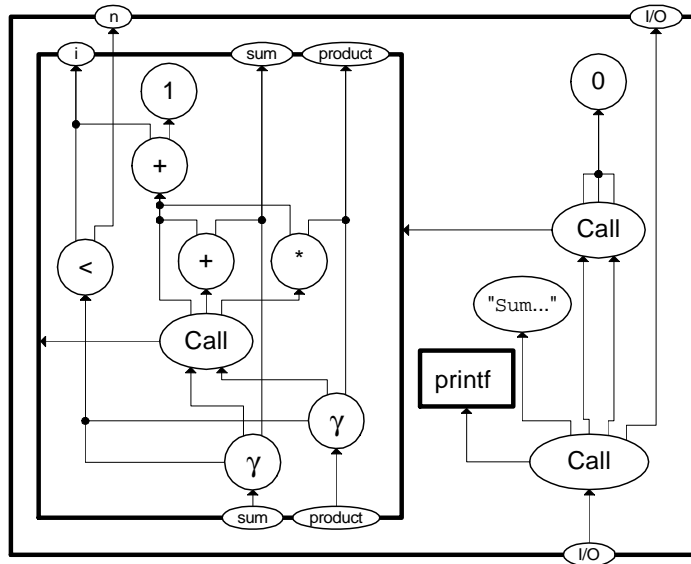 n
I/O
i
sum
product
1
0
+
Call
<
+
*
"Sum..."
Call
printf
γ
γ
Call
sum
product
I/O